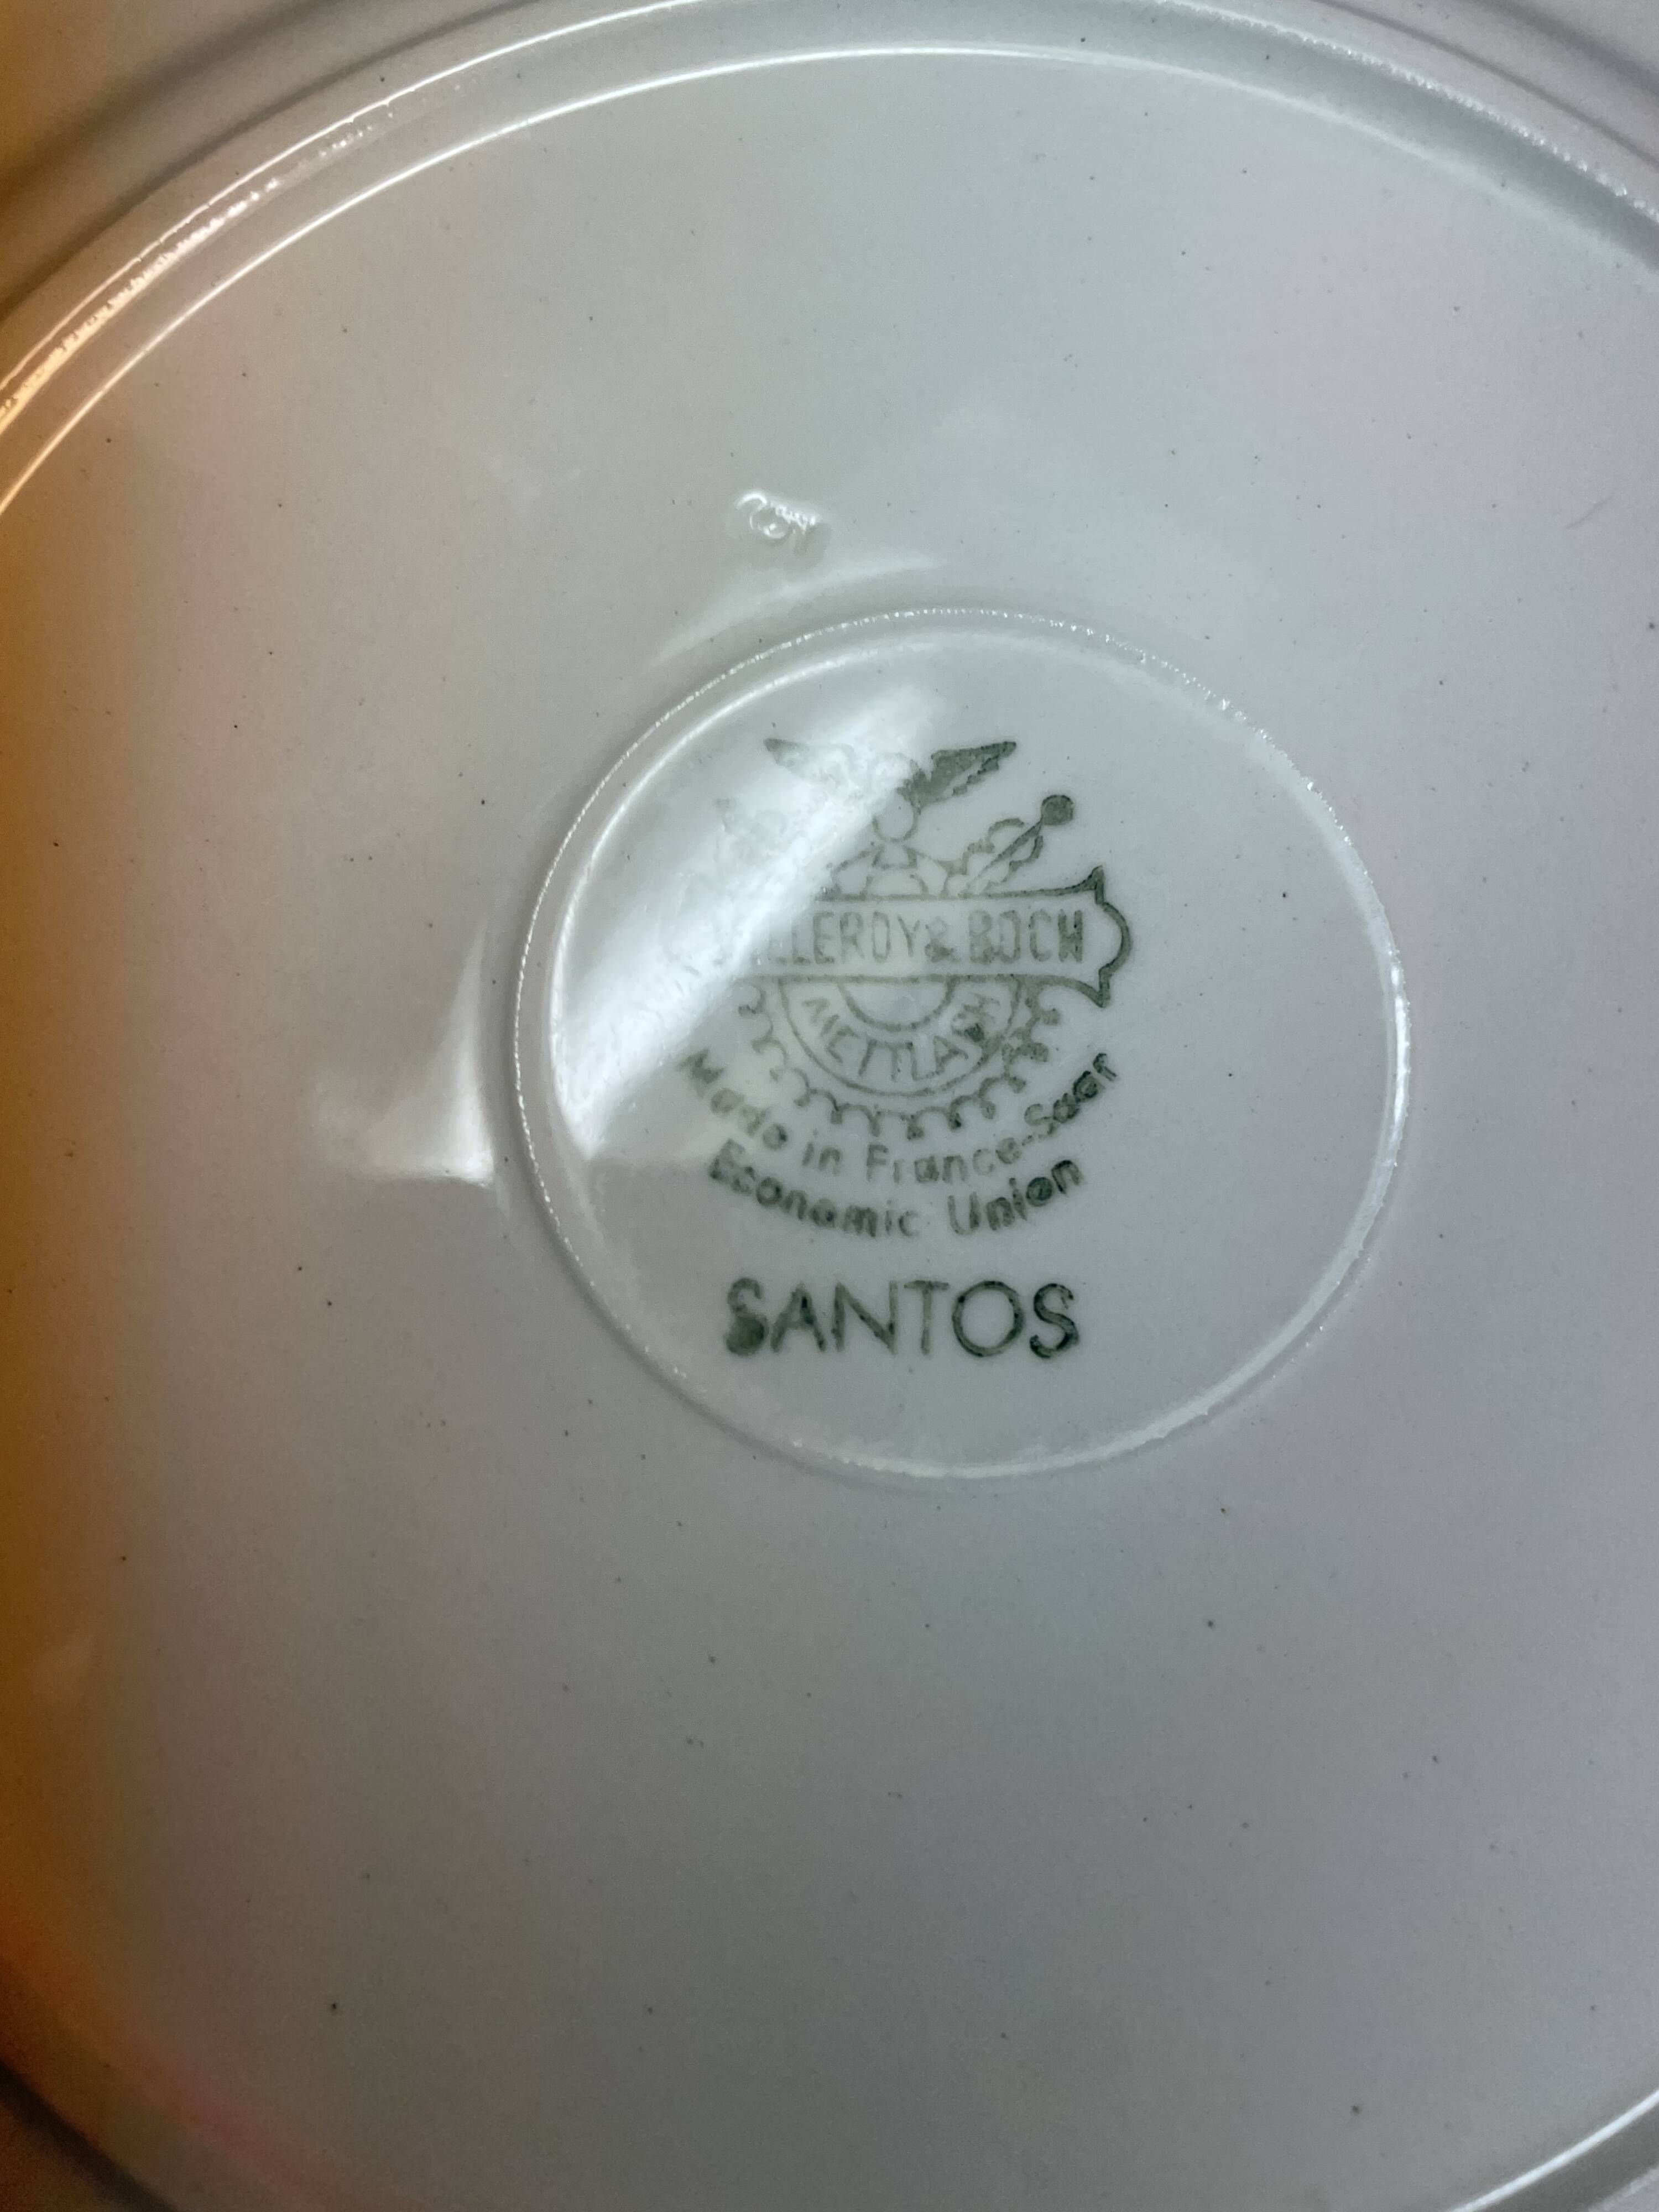 VILLEROY & BOCH
METTLACH
Made in France-Saar
Economic Union
SANTOS